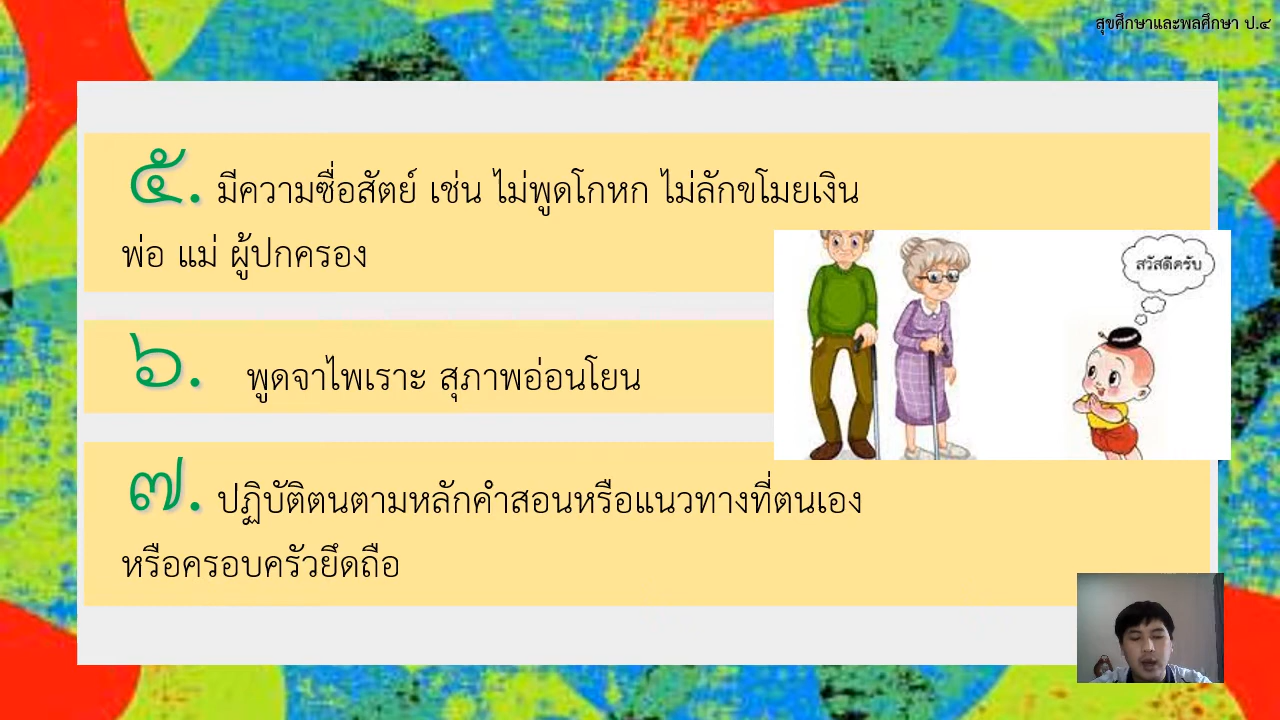 สุขศึกษาและพลศึกษา ป.๔
๕. มีความซื่อสัตย์ เช่น ไม่พูดโกหก ไม่ลักขโมยเงิน
พ่อ แม่ ผู้ปกครอง
สวัสดีครับ
๖. พูดจาไพเราะ สุภาพอ่อนโยน
๗. ปฏิบัติตนตามหลักคำสอนหรือแนวทางที่ตนเอง
หรือครอบครัวยึดถือ